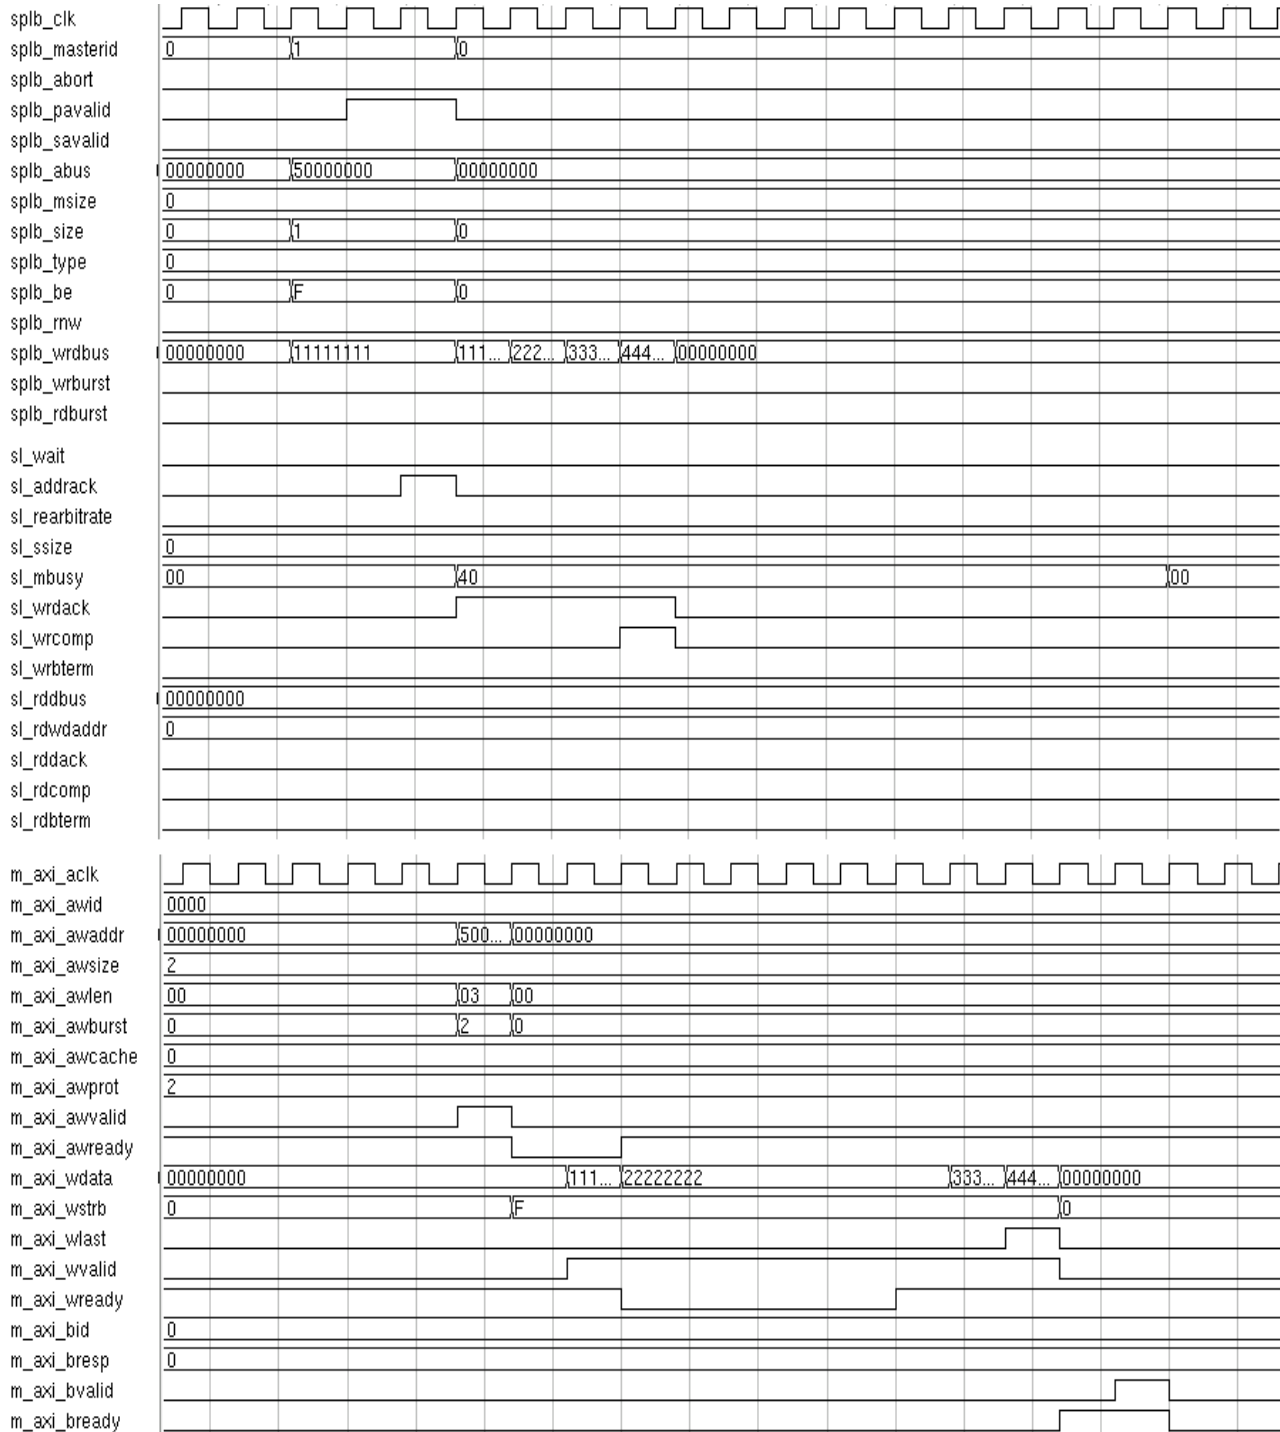 splb_clk
splb_masterid 0 1 0
splb_abort
splb_pavalid
splb_savalid
splb_abus 00000000 50000000 00000000
splb_msize 0
splb_size 0 1 0
splb_type 0
splb_be 0 F 0
splb_rnw
splb_wrdbus 00000000 11111111 111... 222... 333... 444... 00000000
splb_wrburst
splb_rdburst
sl_wait
sl_addrack
sl_rearbitrate
sl_ssize 0
sl_mbusy 00 40 00
sl_wrdack
sl_wrcomp
sl_wrbterm
sl_rddbus 00000000
sl_rdwdaddr 0
sl_rddack
sl_rdcomp
sl_rdbterm
m_axi_aclk
m_axi_awid 0000
m_axi_awaddr 00000000 500... 00000000
m_axi_awsize 2
m_axi_awlen 00 03 00
m_axi_awburst 0 2 0
m_axi_awcache 0
m_axi_awprot 2
m_axi_awvalid
m_axi_awready
m_axi_wdata 00000000 111... 22222222 333... 444... 00000000
m_axi_wstrb 0 F 0
m_axi_wlast
m_axi_wvalid
m_axi_wready
m_axi_bid 0
m_axi_bresp 0
m_axi_bvalid
m_axi_bready